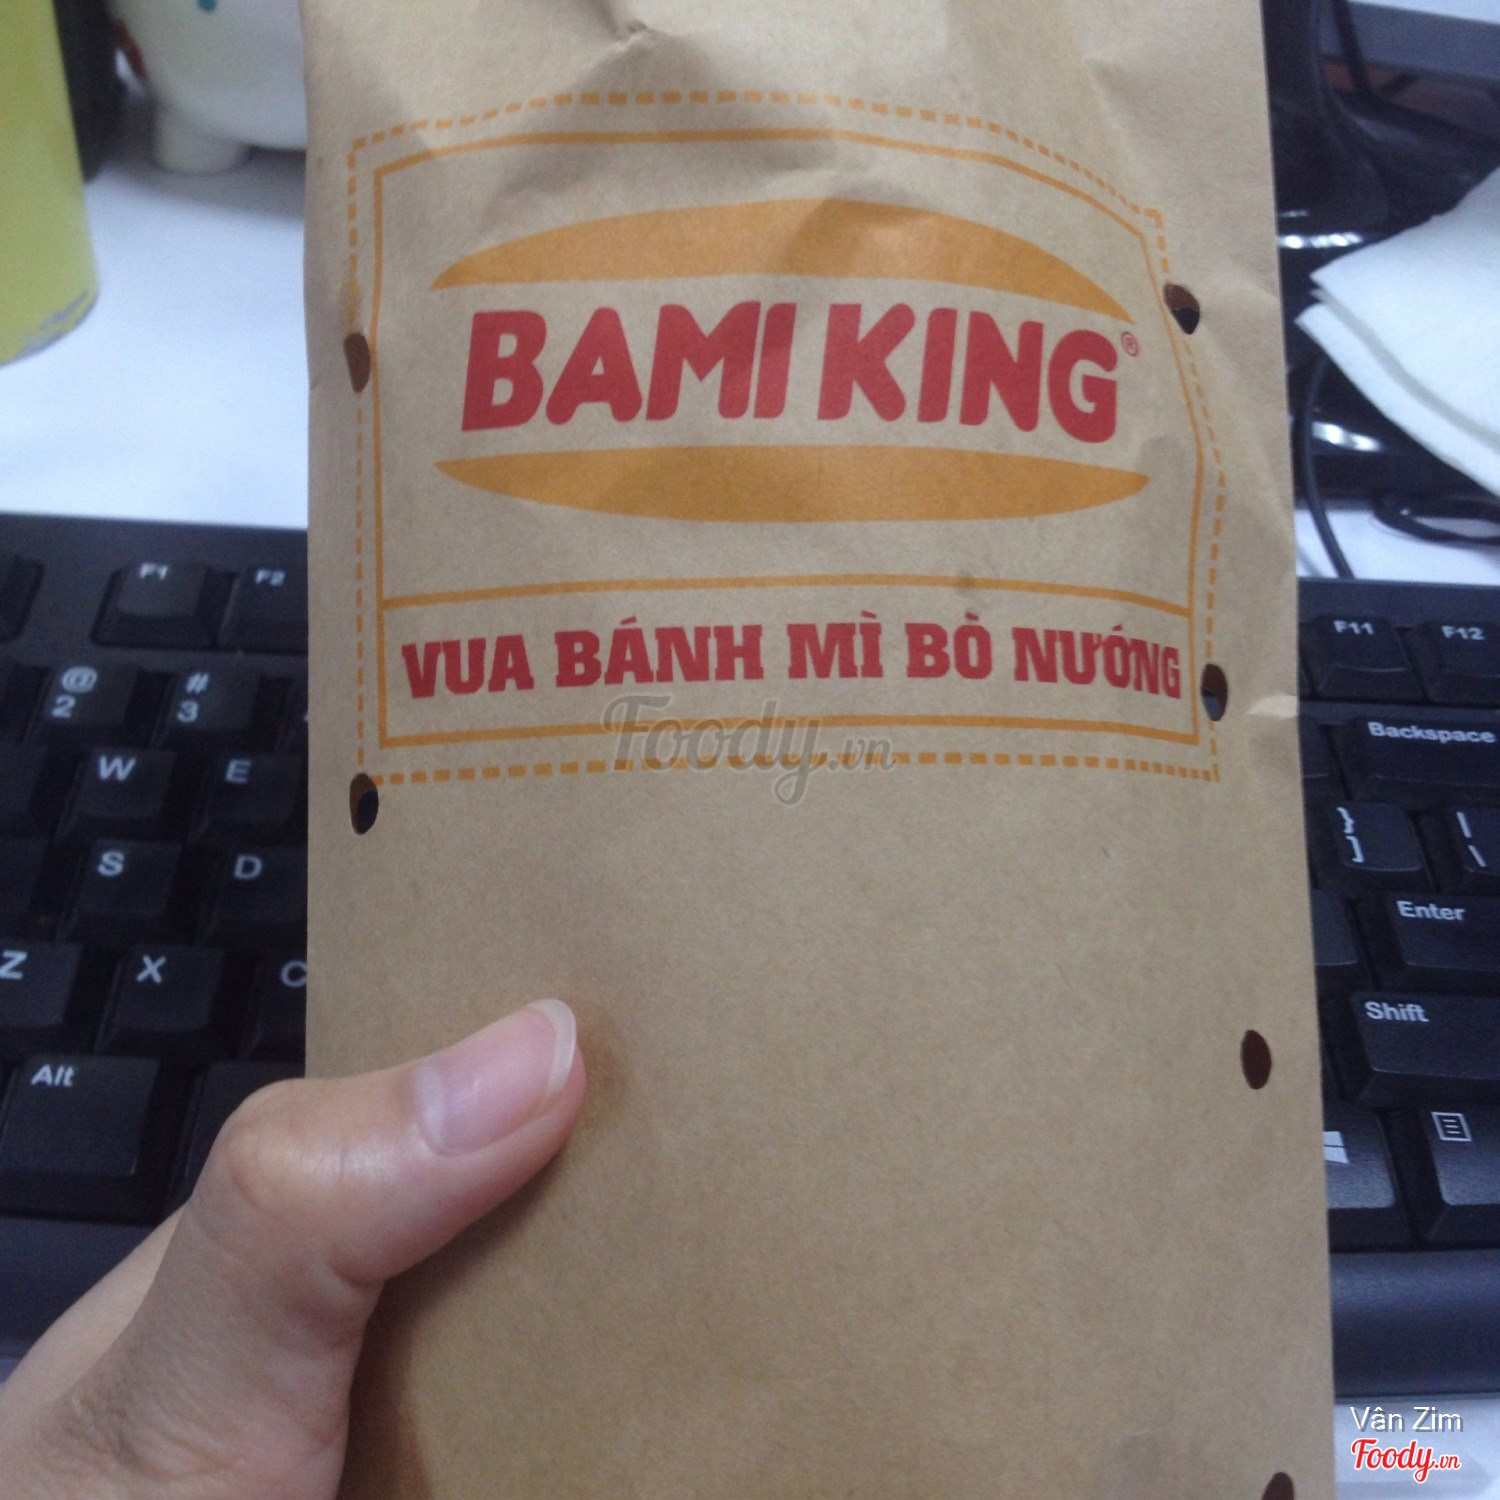 BAMI KING®
VUA BÁNH MÌ BÒ NƯỚNG
Foody.vn
F1
F2
F11
F12
@
2
#
3
Backspace
W
E
}
]
|
\
S
D
Enter
Z
X
C
Shift
Alt
Vân Zim
Foody.vn